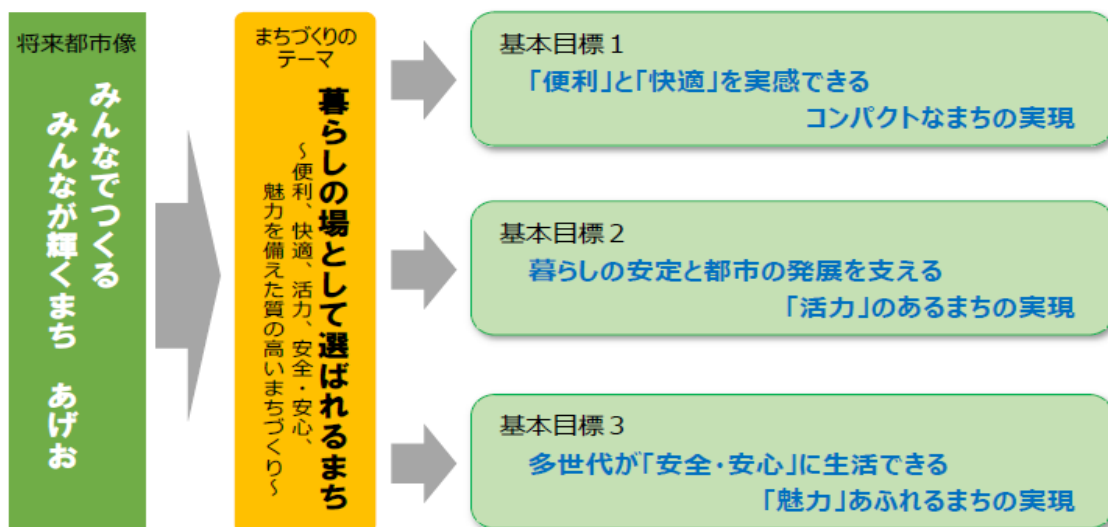 将来都市像
みんなでつくる
みんなが輝くまち　あげお
まちづくりの
テーマ
暮らしの場として選ばれるまち
～便利、快適、活力、安全・安心、
魅力を備えた質の高いまちづくり～
基本目標１
「便利」と「快適」を実感できる
コンパクトなまちの実現
基本目標２
暮らしの安定と都市の発展を支える
「活力」のあるまちの実現
基本目標３
多世代が「安全・安心」に生活できる
「魅力」あふれるまちの実現